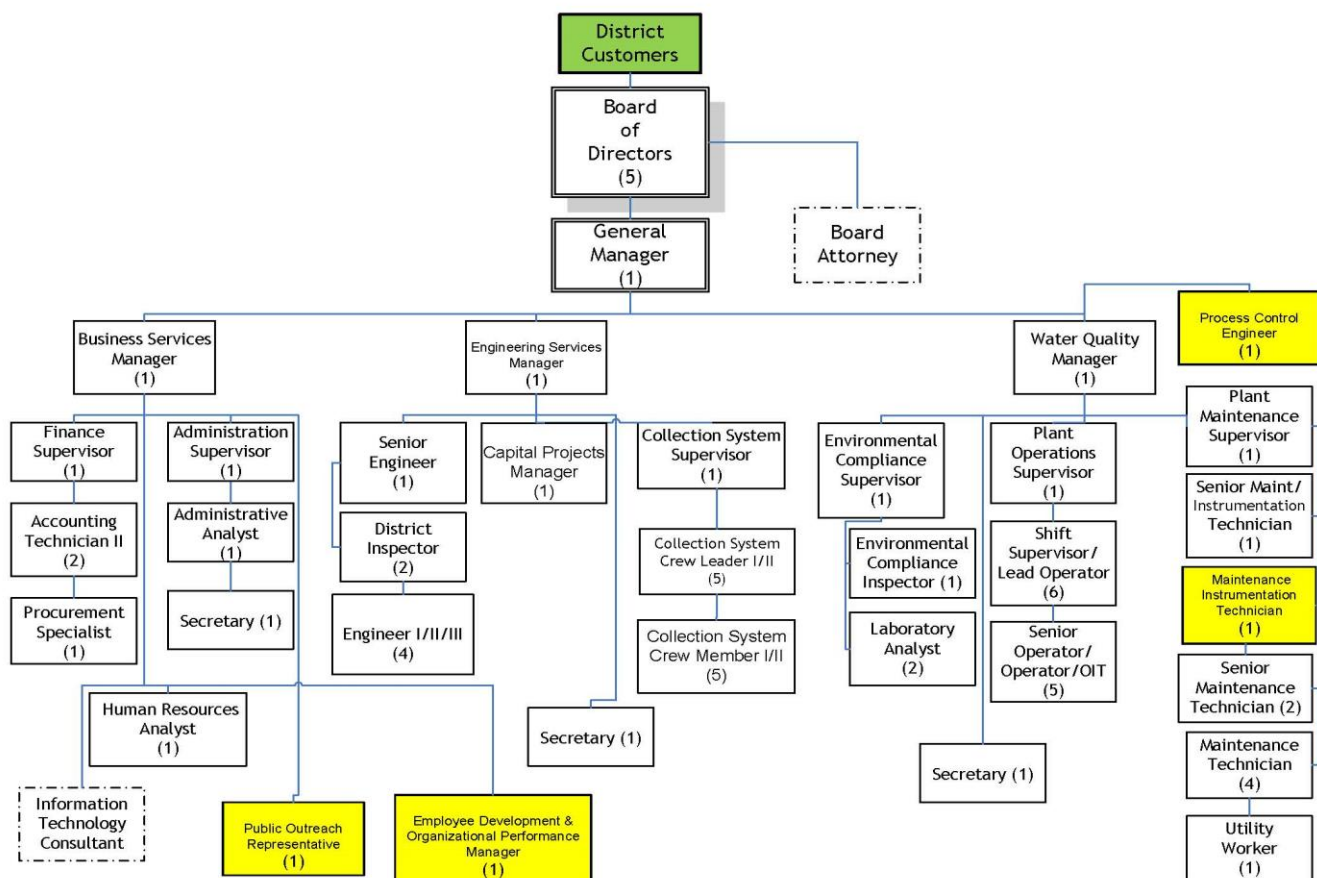 District
Customers
Board
of
Directors
(5)
General
Manager
(1)
Board
Attorney
Business Services
Manager
(1)
Engineering Services
Manager
(1)
Water Quality
Manager
(1)
Process Control
Engineer
(1)
Finance
Supervisor
(1)
Accounting
Technician II
(2)
Procurement
Specialist
(1)
Administration
Supervisor
(1)
Administrative
Analyst
(1)
Secretary (1)
Human Resources
Analyst
(1)
Information
Technology
Consultant
Public Outreach
Representative
(1)
Employee Development &
Organizational Performance
Manager
(1)
Senior
Engineer
(1)
District
Inspector
(2)
Engineer I/II/III
(4)
Capital Projects
Manager
(1)
Collection System
Supervisor
(1)
Collection System
Crew Leader I/II
(5)
Collection System
Crew Member I/II
(5)
Secretary (1)
Environmental
Compliance
Supervisor
(1)
Environmental
Compliance
Inspector (1)
Laboratory
Analyst
(2)
Plant
Operations
Supervisor
(1)
Shift
Supervisor/
Lead Operator
(6)
Senior
Operator/
Operator/OIT
(5)
Secretary (1)
Plant
Maintenance
Supervisor
(1)
Senior Maint/
Instrumentation
Technician
(1)
Maintenance
Instrumentation
Technician
(1)
Senior
Maintenance
Technician (2)
Maintenance
Technician
(4)
Utility
Worker
(1)